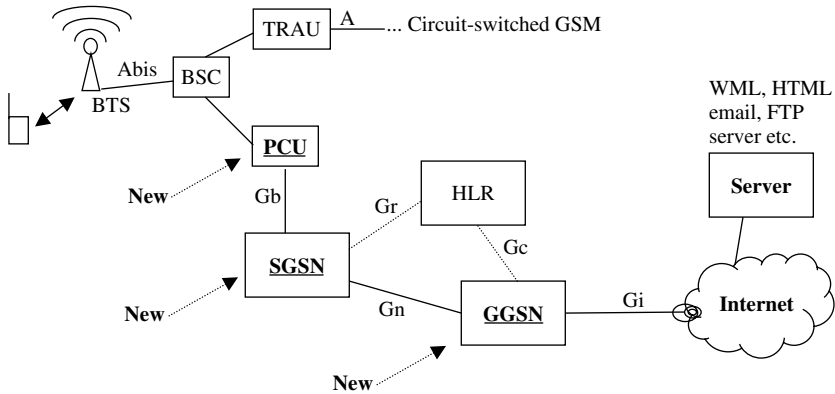 TRAU
A
... Circuit-switched GSM
Abis
BSC
BTS
WML, HTML
email, FTP
server etc.
PCU
New
Gb
Gr
HLR
Server
Gc
SGSN
New
Gn
GGSN
Gi
Internet
New